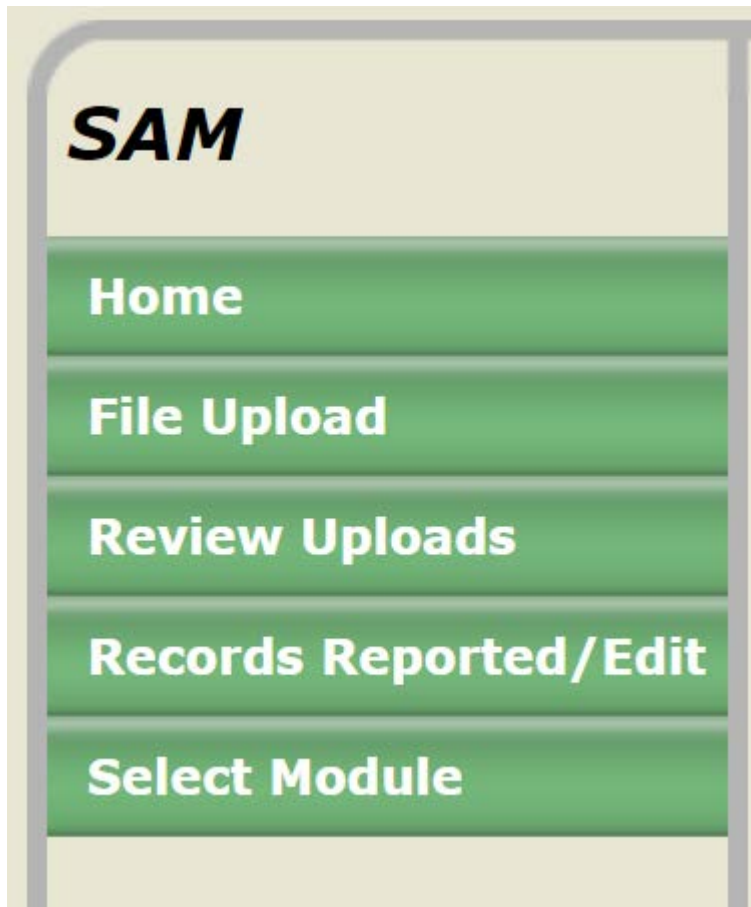 SAM
Home
File Upload
Review Uploads
Records Reported/Edit
Select Module